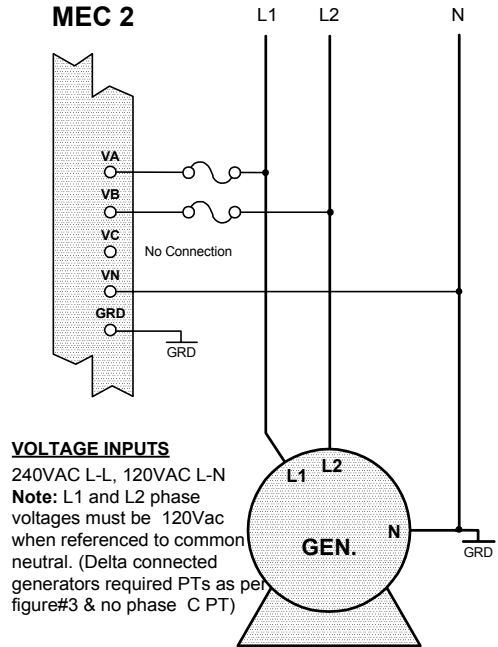 MEC 2
L1 L2 N
VA
VB
VC
No Connection
VN
GRD
GRD
VOLTAGE INPUTS
240VAC L-L, 120VAC L-N
Note: L1 and L2 phase
voltages must be 120Vac
when referenced to common
neutral. (Delta connected
generators required PTs as per
figure#3 & no phase C PT)
L1 L2
N
GEN.
GRD